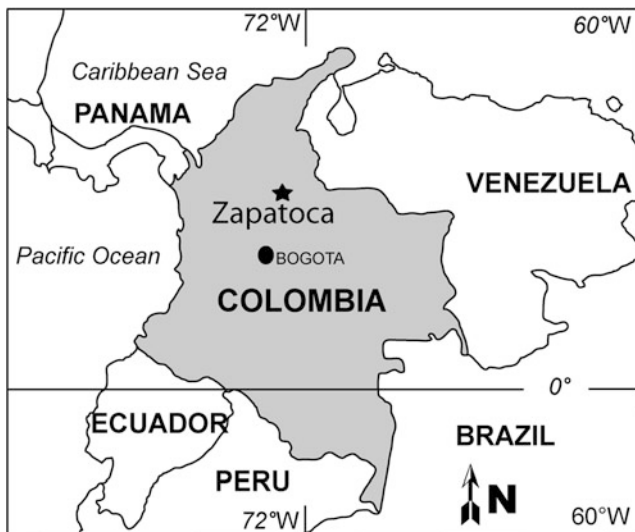 72°W
60°W
Caribbean Sea
PANAMA
VENEZUELA
Zapatoca
Pacific Ocean
BOGOTA
COLOMBIA
0°
ECUADOR
BRAZIL
PERU
N
72°W
60°W